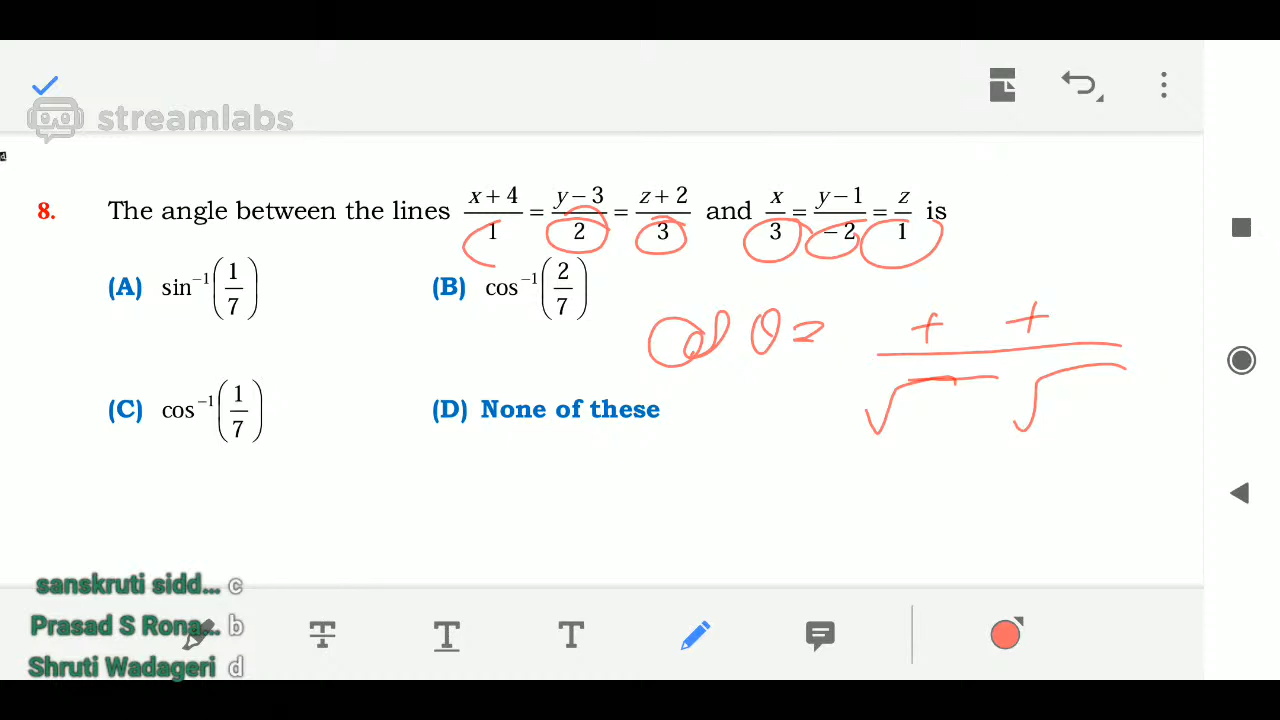 streamlabs
8. The angle between the lines (x + 4)/1 = (y − 3)/2 = (z + 2)/3 and x/3 = (y − 1)/−2 = z/1 is
(A) sin⁻¹(1/7) (B) cos⁻¹(2/7)
cos θ = + +
√ √
(C) cos⁻¹(1/7) (D) None of these
sanskruti sidd... c
Prasad S Rona... b
Shruti Wadageri d